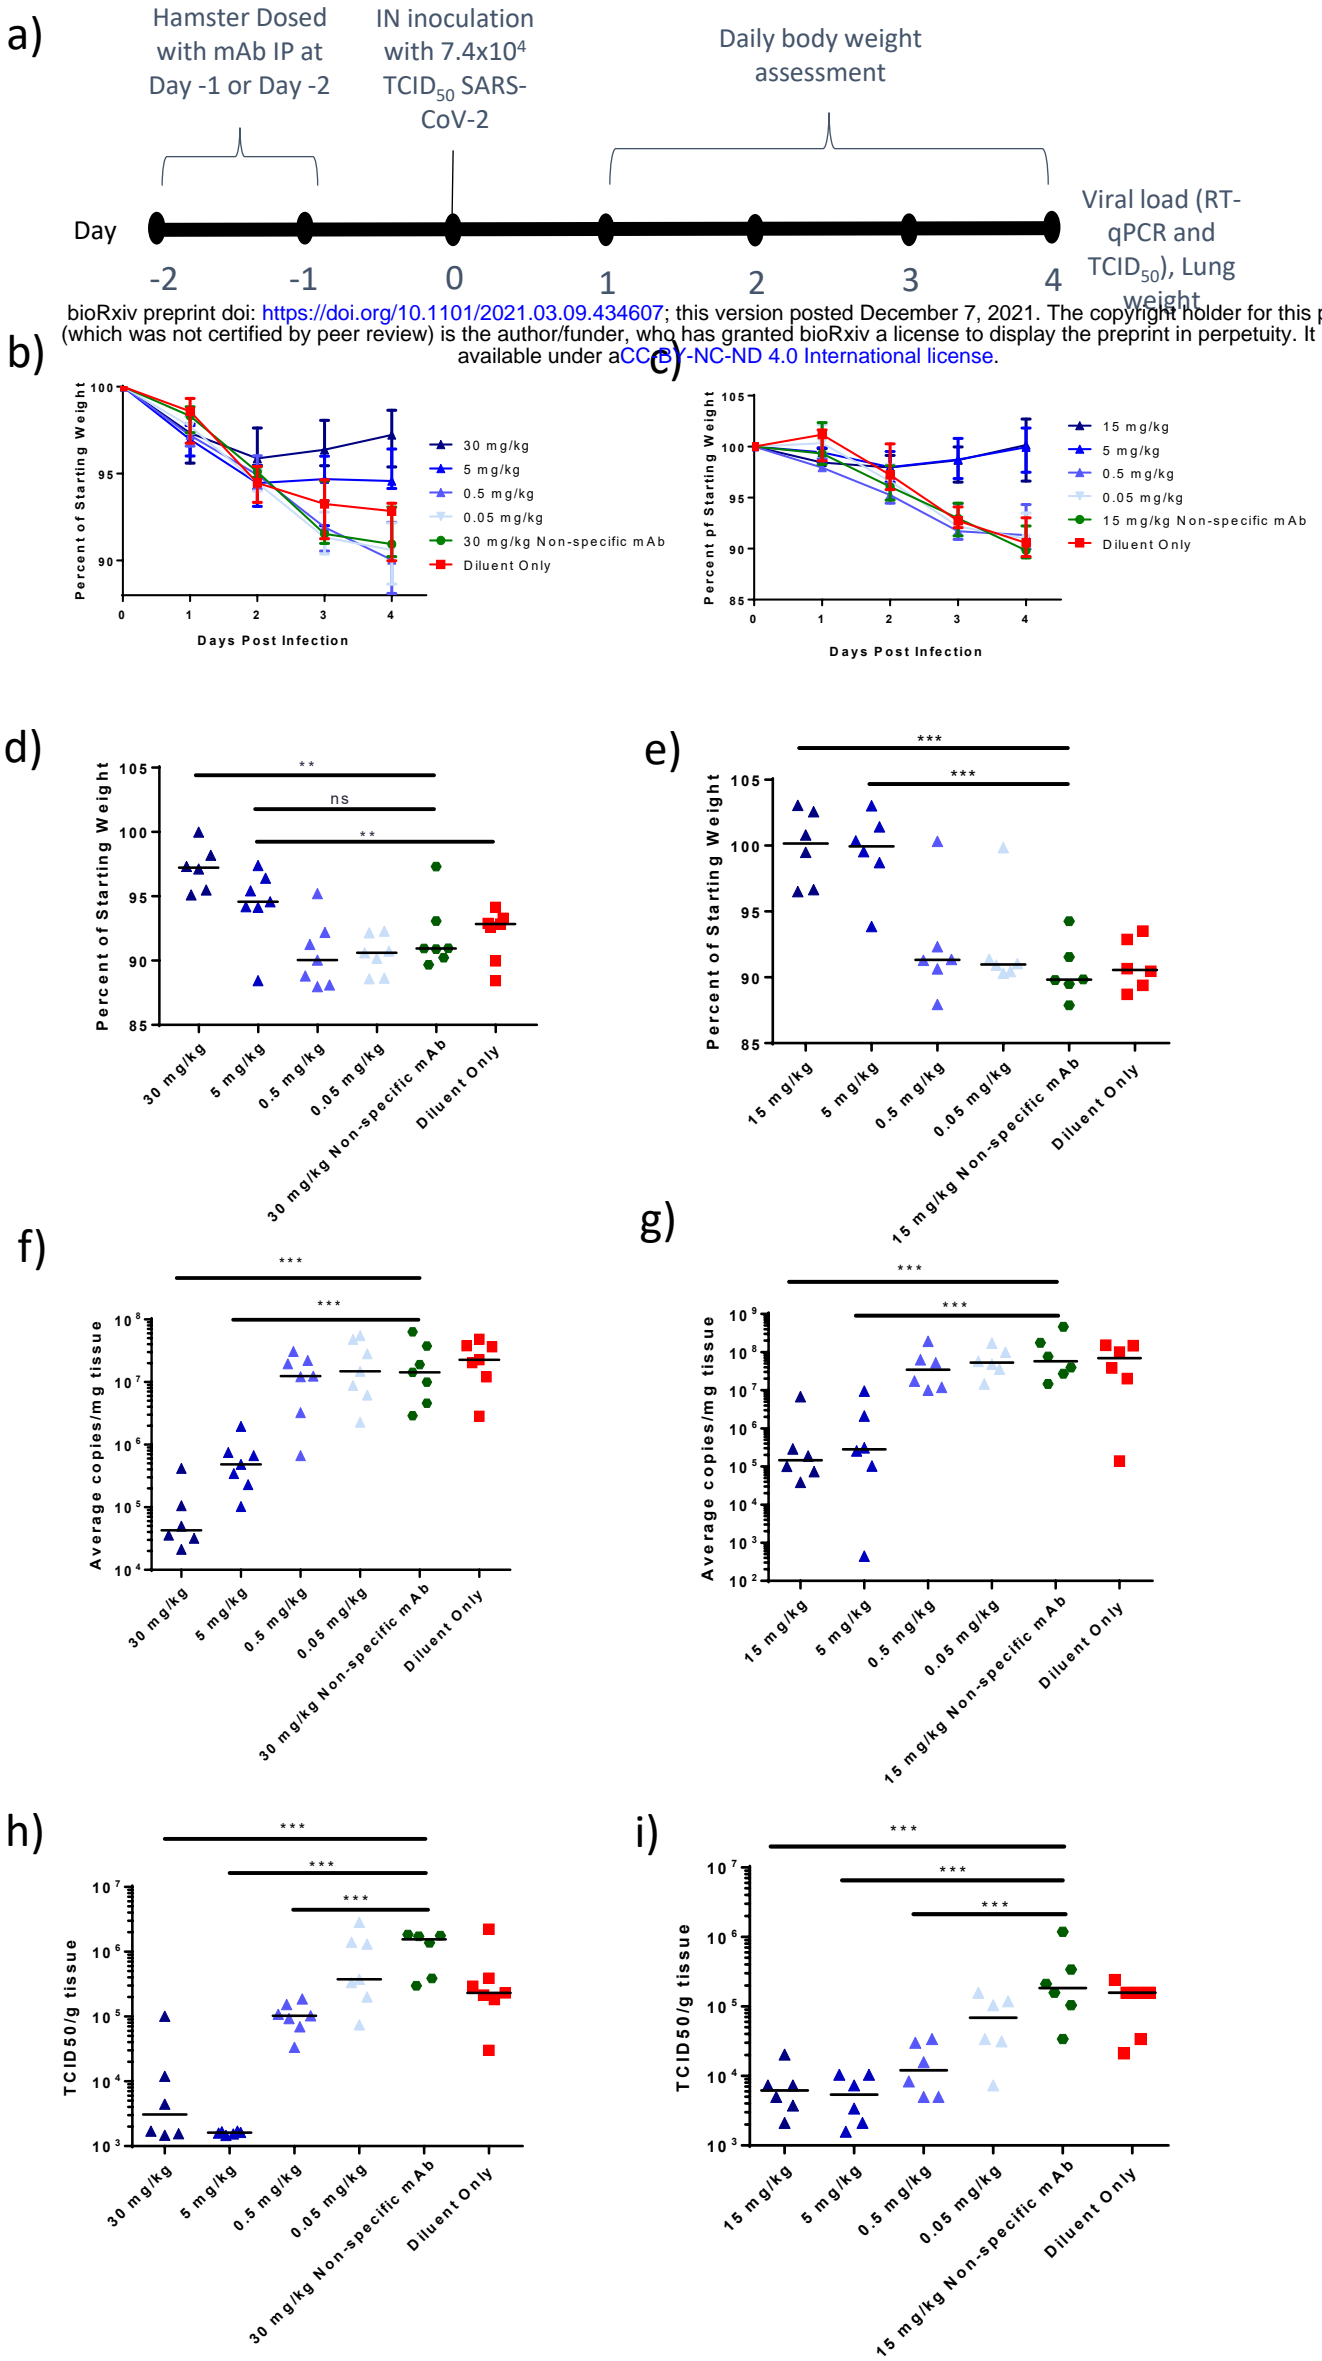 a)
Hamster Dosed
with mAb IP at
Day -1 or Day -2
IN inoculation
with 7.4x10⁴
TCID₅₀ SARS-
CoV-2
Daily body weight
assessment
Day
-2
-1
0
1
2
3
4
Viral load (RT-
qPCR and
TCID₅₀), Lung
weight
bioRxiv preprint doi: https://doi.org/10.1101/2021.03.09.434607; this version posted December 7, 2021. The copyright holder for this p
(which was not certified by peer review) is the author/funder, who has granted bioRxiv a license to display the preprint in perpetuity. It
available under aCC-BY-NC-ND 4.0 International license.
b)
Percent of Starting Weight
100
95
90
0 1 2 3 4
Days Post Infection
30 mg/kg
5 mg/kg
0.5 mg/kg
0.05 mg/kg
30 mg/kg Non-specific mAb
Diluent Only
c)
Percent pf Starting Weight
105
100
95
90
85
0 1 2 3 4
Days Post Infection
15 mg/kg
5 mg/kg
0.5 mg/kg
0.05 mg/kg
15 mg/kg Non-specific mAb
Diluent Only
d)
Percent of Starting Weight
105
100
95
90
85
**
ns
**
30 mg/kg
5 mg/kg
0.5 mg/kg
0.05 mg/kg
30 mg/kg Non-specific mAb
Diluent Only
e)
Percent of Starting Weight
105
100
95
90
85
***
***
15 mg/kg
5 mg/kg
0.5 mg/kg
0.05 mg/kg
15 mg/kg Non-specific mAb
Diluent Only
f)
Average copies/mg tissue
10⁸
10⁷
10⁶
10⁵
10⁴
***
***
30 mg/kg
5 mg/kg
0.5 mg/kg
0.05 mg/kg
30 mg/kg Non-specific mAb
Diluent Only
g)
Average copies/mg tissue
10⁹
10⁸
10⁷
10⁶
10⁵
10⁴
10³
10²
***
***
15 mg/kg
5 mg/kg
0.5 mg/kg
0.05 mg/kg
15 mg/kg Non-specific mAb
Diluent Only
h)
TCID50/g tissue
10⁷
10⁶
10⁵
10⁴
10³
***
***
***
30 mg/kg
5 mg/kg
0.5 mg/kg
0.05 mg/kg
30 mg/kg Non-specific mAb
Diluent Only
i)
TCID50/g tissue
10⁷
10⁶
10⁵
10⁴
10³
***
***
***
15 mg/kg
5 mg/kg
0.5 mg/kg
0.05 mg/kg
15 mg/kg Non-specific mAb
Diluent Only